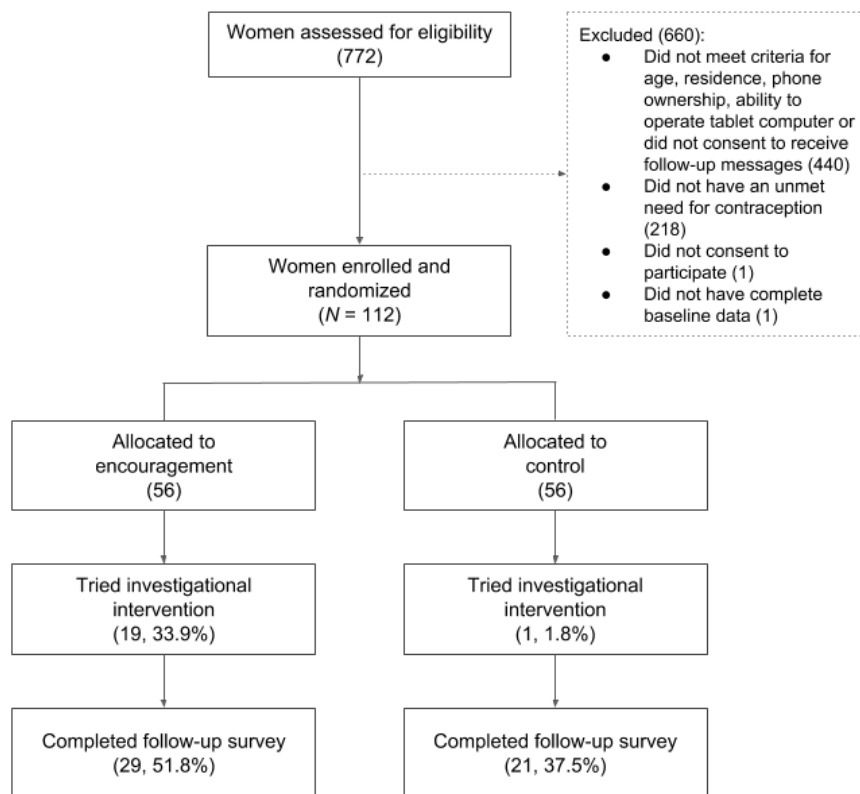 Women assessed for eligibility
(772)
Excluded (660):
● Did not meet criteria for
age, residence, phone
ownership, ability to
operate tablet computer or
did not consent to receive
follow-up messages (440)
● Did not have an unmet
need for contraception
(218)
● Did not consent to
participate (1)
● Did not have complete
baseline data (1)
Women enrolled and
randomized
(N = 112)
Allocated to
encouragement
(56)
Allocated to
control
(56)
Tried investigational
intervention
(19, 33.9%)
Tried investigational
intervention
(1, 1.8%)
Completed follow-up survey
(29, 51.8%)
Completed follow-up survey
(21, 37.5%)